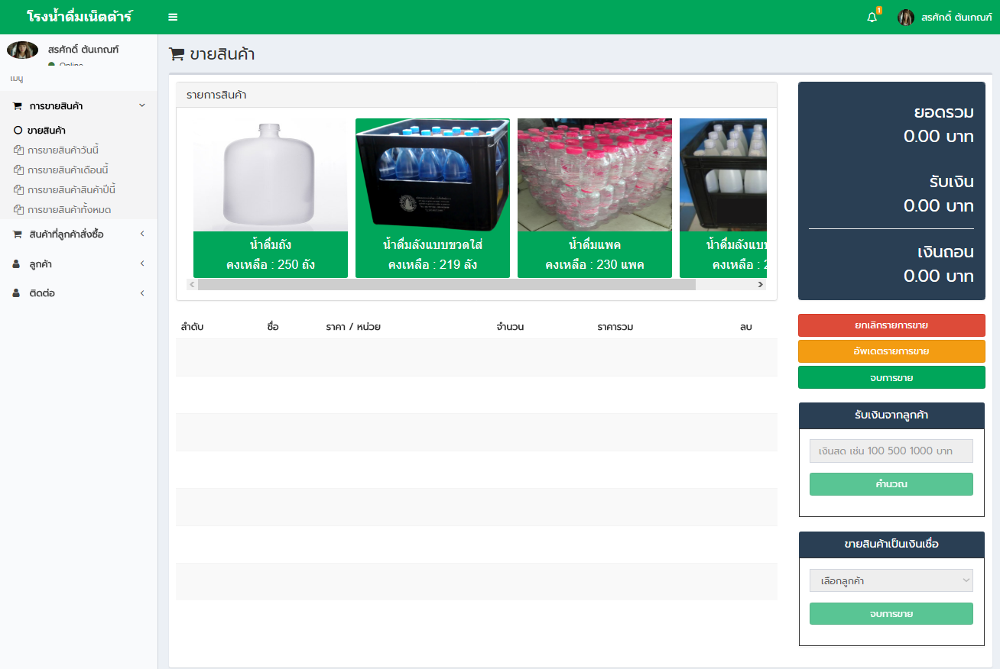 โรงน้ำดื่มเน็ตต้าร์
1
สรศักดิ์ ตันเกณฑ์
สรศักดิ์ ตันเกณฑ์
Online
เมนู
การขายสินค้า
ขายสินค้า
การขายสินค้าวันนี้
การขายสินค้าเดือนนี้
การขายสินค้าสินค้าปีนี้
การขายสินค้าทั้งหมด
สินค้าที่ลูกค้าสั่งซื้อ
ลูกค้า
ติดต่อ
ขายสินค้า
รายการสินค้า
น้ำดื่มถัง
คงเหลือ : 250 ถัง
น้ำดื่มลังแบบขวดใส่
คงเหลือ : 219 ลัง
น้ำดื่มแพค
คงเหลือ : 230 แพค
คงเหลือ : 2
ลำดับ ชื่อ ราคา / หน่วย จำนวน ราคารวม ลบ
ยอดรวม
0.00 บาท
รับเงิน
0.00 บาท
เงินถอน
0.00 บาท
ยกเลิกรายการขาย
อัพเดตรายการขาย
จบการขาย
รับเงินจากลูกค้า
เงินสด เช่น 100 500 1000 บาท
คำนวณ
ขายสินค้าเป็นเงินเชื่อ
เลือกลูกค้า
จบการขาย